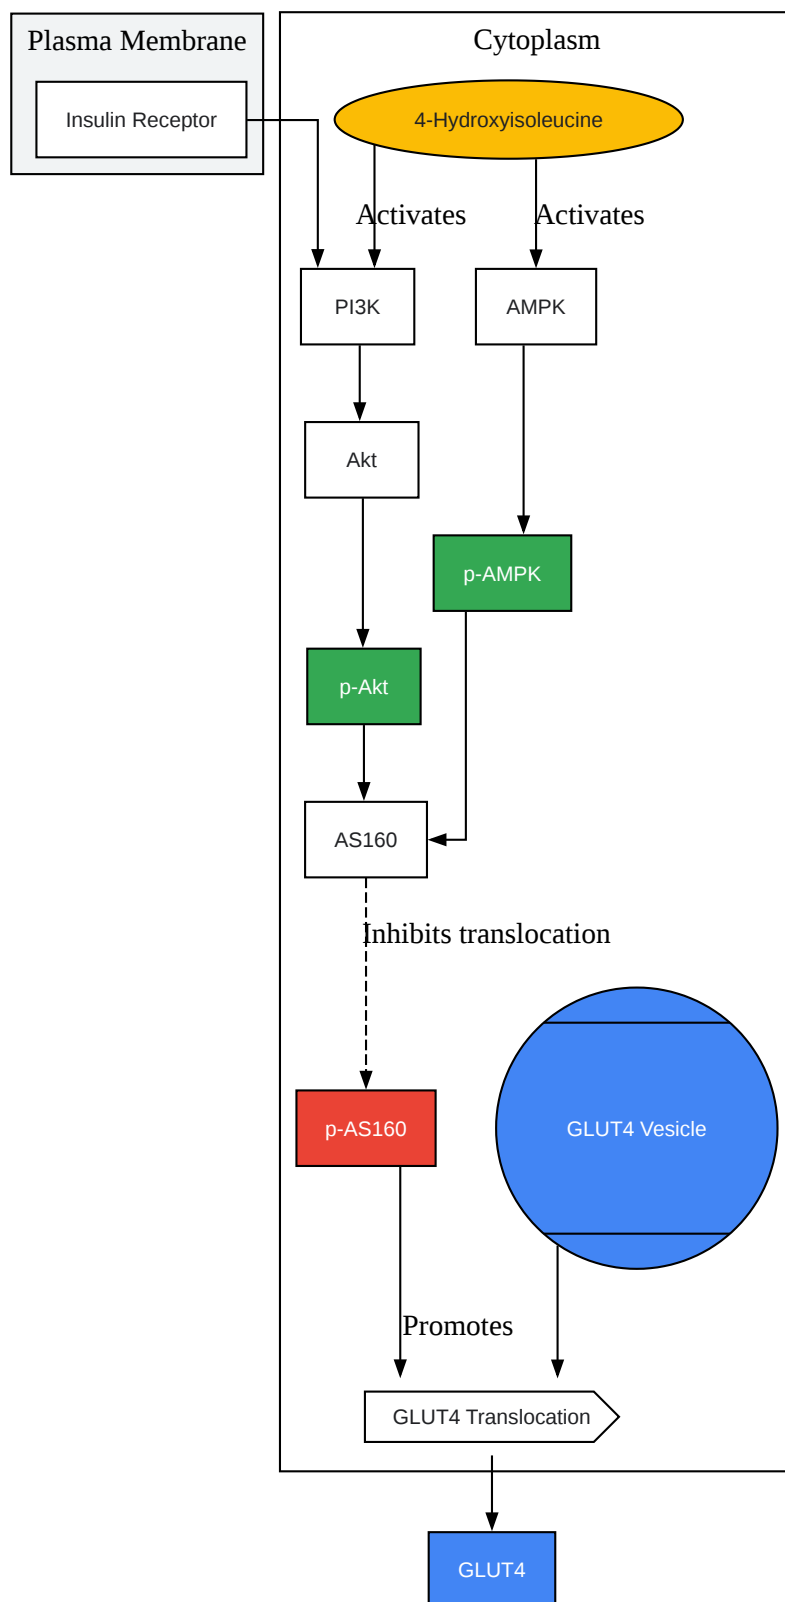 Plasma Membrane
Cytoplasm
Insulin Receptor
4-Hydroxyisoleucine
Activates
Activates
PI3K
AMPK
Akt
p-AMPK
p-Akt
AS160
Inhibits translocation
p-AS160
GLUT4 Vesicle
Promotes
GLUT4 Translocation
GLUT4